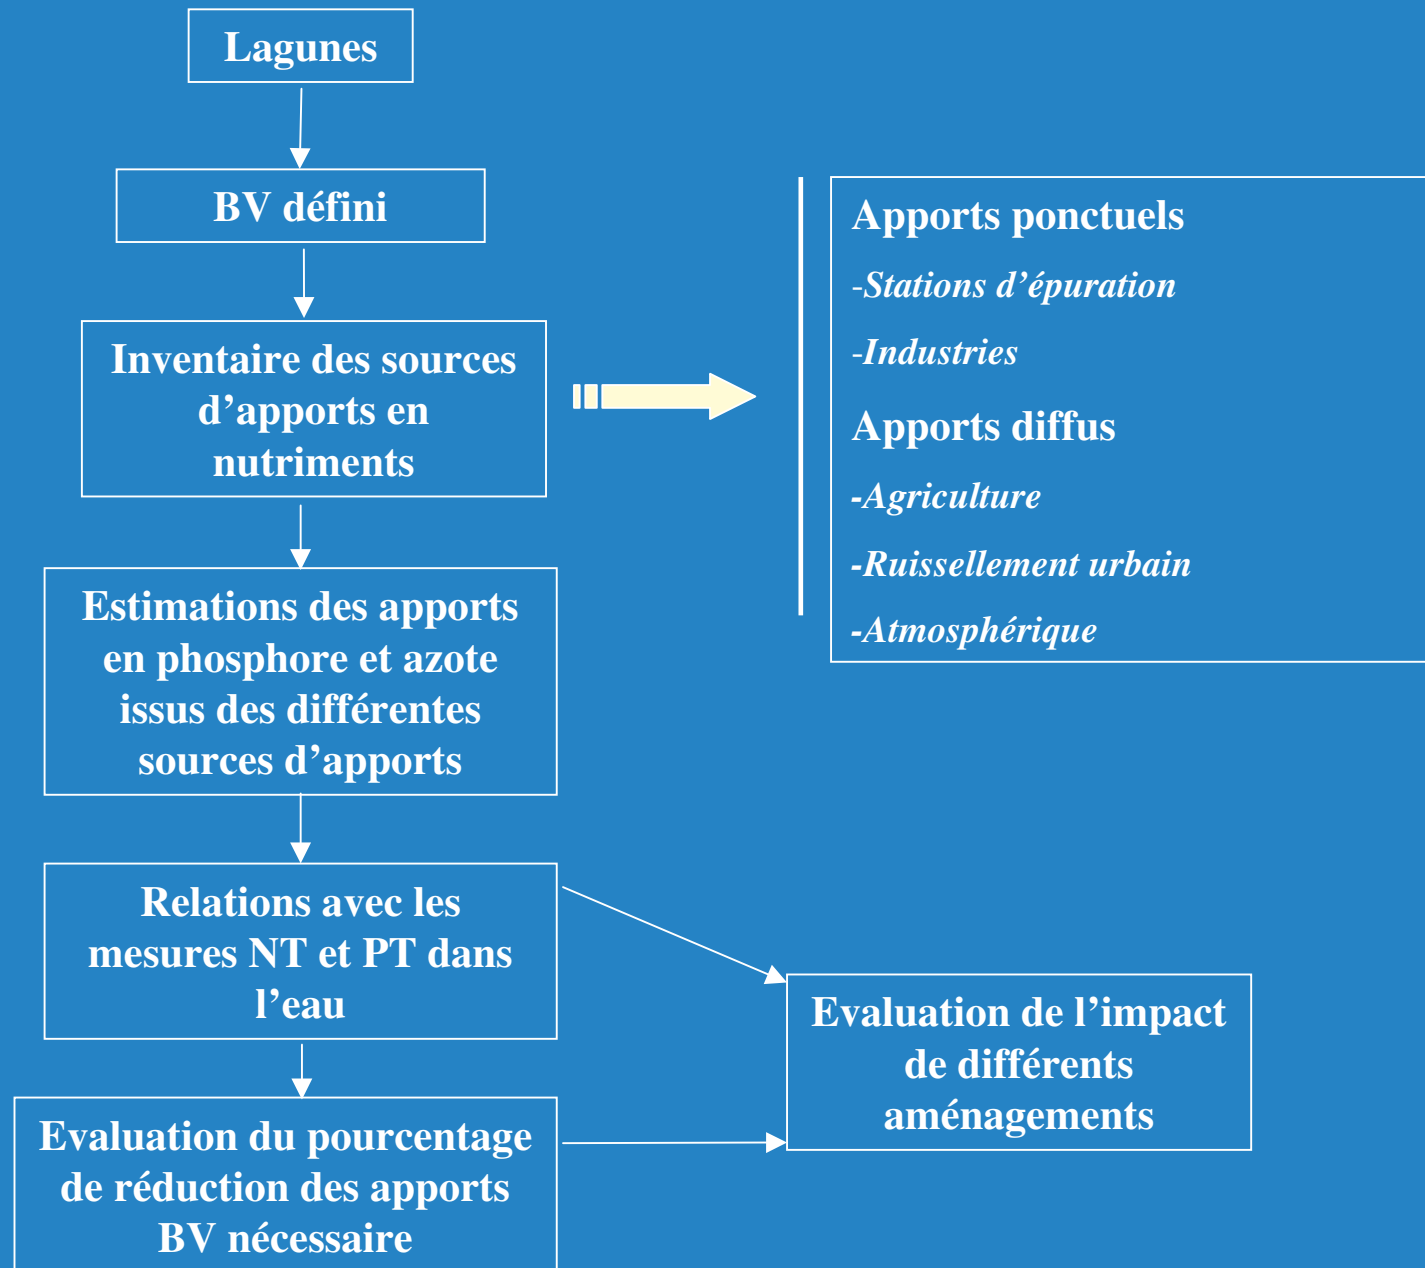 Lagunes
BV défini
Inventaire des sources
d’apports en
nutriments
Estimations des apports
en phosphore et azote
issus des différentes
sources d’apports
Relations avec les
mesures NT et PT dans
l’eau
Evaluation du pourcentage
de réduction des apports
BV nécessaire
Apports ponctuels
-Stations d’épuration
-Industries
Apports diffus
-Agriculture
-Ruissellement urbain
-Atmosphérique
Evaluation de l’impact
de différents
aménagements